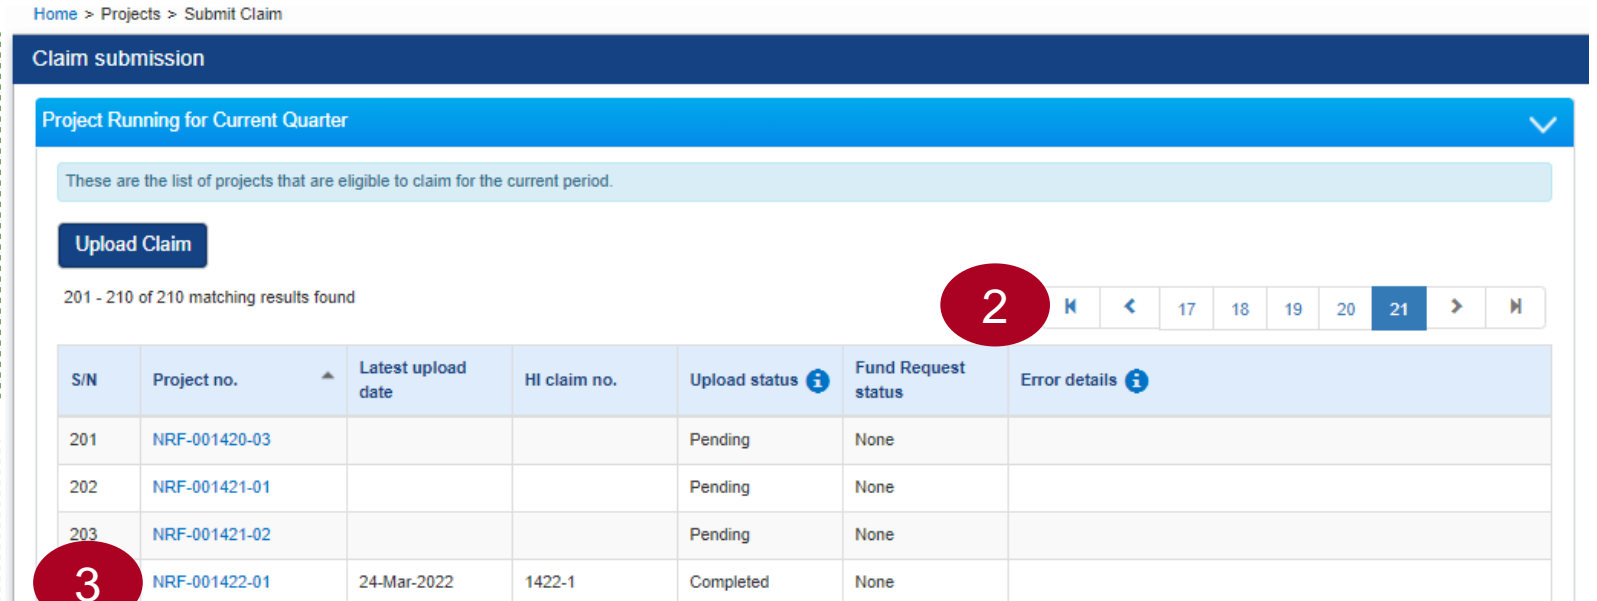 Home > Projects > Submit Claim
Claim submission
Project Running for Current Quarter
These are the list of projects that are eligible to claim for the current period.
Upload Claim
201 - 210 of 210 matching results found
2
17 18 19 20 21
S/N Project no. Latest upload date HI claim no. Upload status Fund Request status Error details
201 NRF-001420-03 Pending None
202 NRF-001421-01 Pending None
203 NRF-001421-02 Pending None
3 NRF-001422-01 24-Mar-2022 1422-1 Completed None